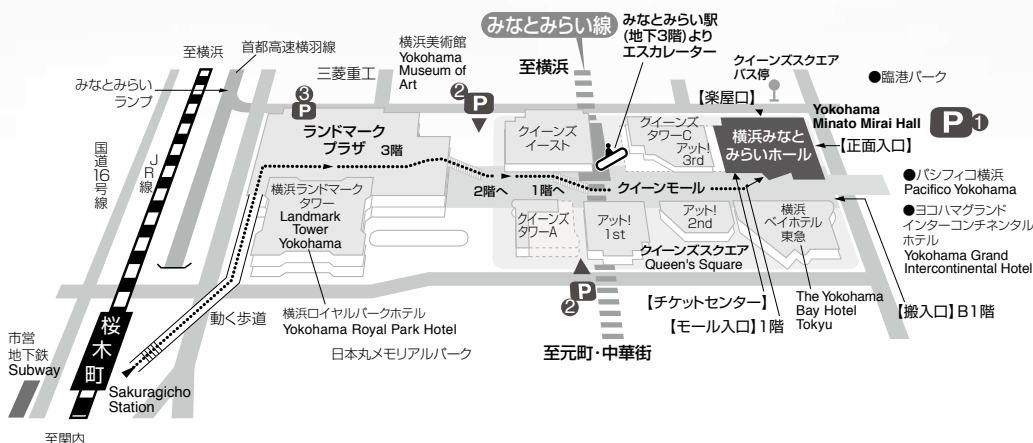 至横浜
首都高速横羽線
みなとみらい
ランプ
国道16号線
JR線
三菱重工
横浜美術館
Yokohama
Museum of
Art
❷
P
❸
P
ランドマーク
プラザ 3階
横浜ランドマーク
タワー
Landmark
Tower
Yokohama
みなとみらい線
至横浜
みなとみらい駅
(地下3階)より
エスカレーター
クイーンズスクエア
バス停
●臨港パーク
【楽屋口】
Yokohama
Minato Mirai Hall
P❶
横浜みなと
みらいホール
【正面入口】
クイーンズ
イースト
クイーンズ
タワーC
アット!
3rd
2階へ
1階へ
クイーンモール
クイーンズ
タワーA
アット!
1st
アット!
2nd
横浜
ベイホテル
東急
クイーンズスクエア
Queen's Square
●パシフィコ横浜
Pacifico Yokohama
●ヨコハマグランド
インターコンチネンタル
ホテル
Yokohama Grand
Intercontinental Hotel
【チケットセンター】
【モール入口】1階
The Yokohama
Bay Hotel
Tokyu
【搬入口】B1階
❷
P
至元町・中華街
動く歩道
横浜ロイヤルパークホテル
Yokohama Royal Park Hotel
日本丸メモリアルパーク
桜木町
Sakuragicho
Station
市営
地下鉄
Subway
至関内